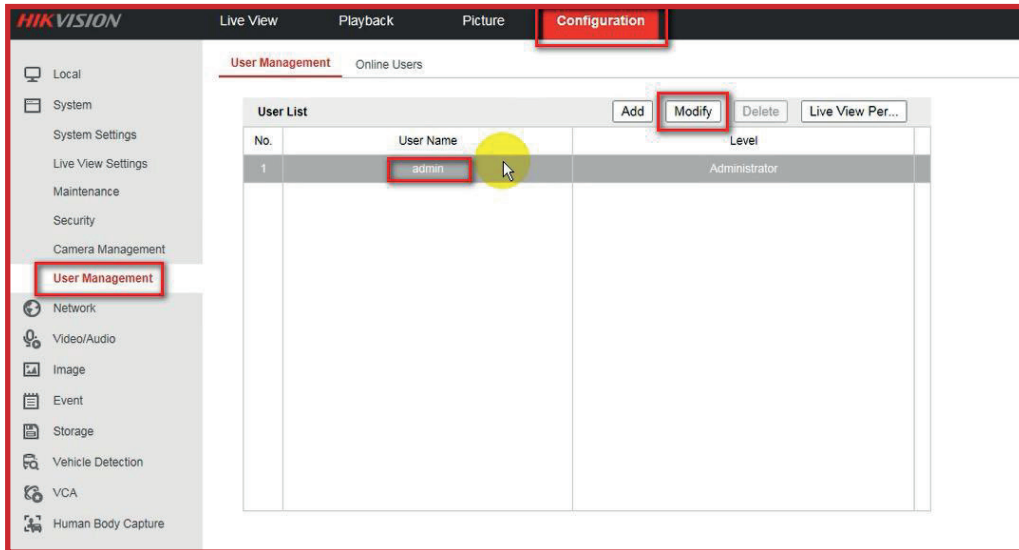 HIKVISION Live View Playback Picture Configuration
User Management Online Users
Local
System
System Settings
Live View Settings
Maintenance
Security
Camera Management
User Management
Network
Video/Audio
Image
Event
Storage
Vehicle Detection
VCA
Human Body Capture
User List Add Modify Delete Live View Per...
No. User Name Level
1 admin Administrator